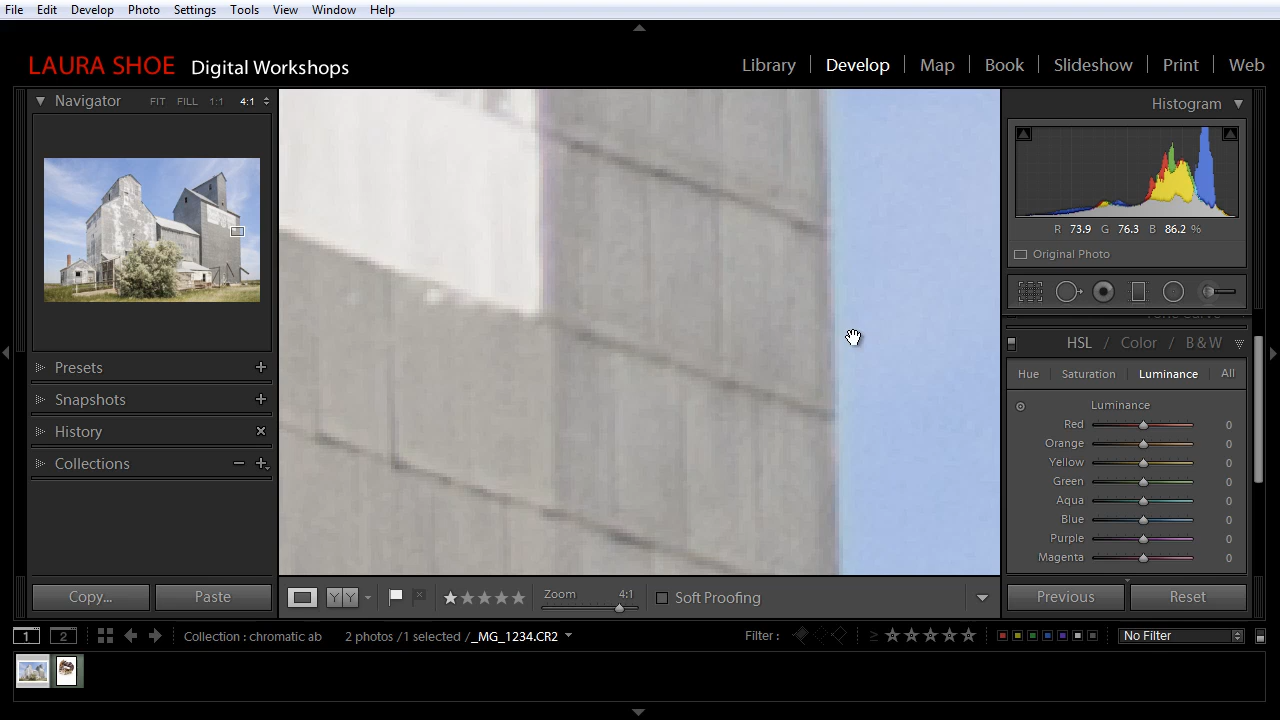 File Edit Develop Photo Settings Tools View Window Help
LAURA SHOE Digital Workshops
Library Develop Map Book Slideshow Print Web
Navigator FIT FILL 1:1 4:1
Histogram
R 73.9 G 76.3 B 86.2 %
Original Photo
HSL / Color / B & W
Hue Saturation Luminance All
Luminance
Red 0
Orange 0
Yellow 0
Green 0
Aqua 0
Blue 0
Purple 0
Magenta 0
Presets
Snapshots
History
Collections
Copy... Paste
Y Y
Zoom 4:1
Soft Proofing
Previous Reset
1 2 Collection : chromatic ab 2 photos /1 selected /_MG_1234.CR2 Filter : ≥ No Filter